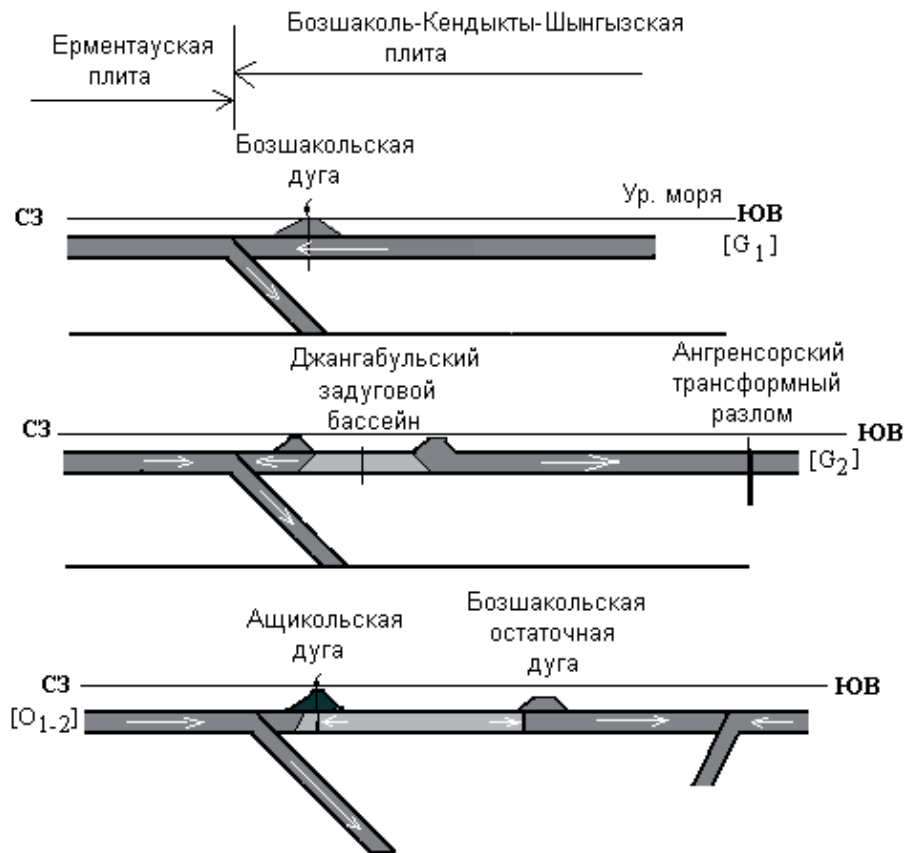 Ерментауская
плита
Бозшаколь-Кендыкты-Шынгызская
плита
Бозшакольская
дуга
Ур. моря
СЗ
ЮВ
[G1]
Джангабульский
задуговой
бассейн
Ангренсорский
трансформный
разлом
СЗ
ЮВ
[G2]
Ащикольская
дуга
Бозшакольская
остаточная
дуга
СЗ
ЮВ
[O1-2]